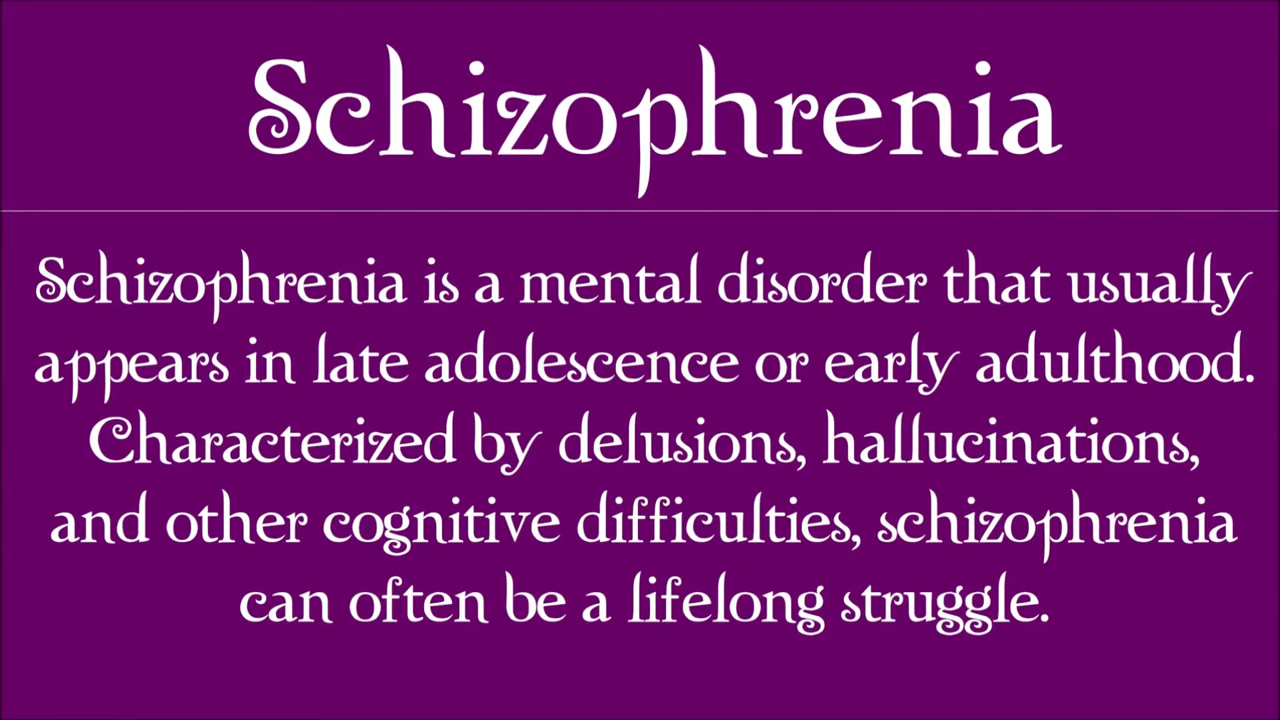 Schizophrenia
Schizophrenia is a mental disorder that usually
appears in late adolescence or early adulthood.
Characterized by delusions, hallucinations,
and other cognitive difficulties, schizophrenia
can often be a lifelong struggle.